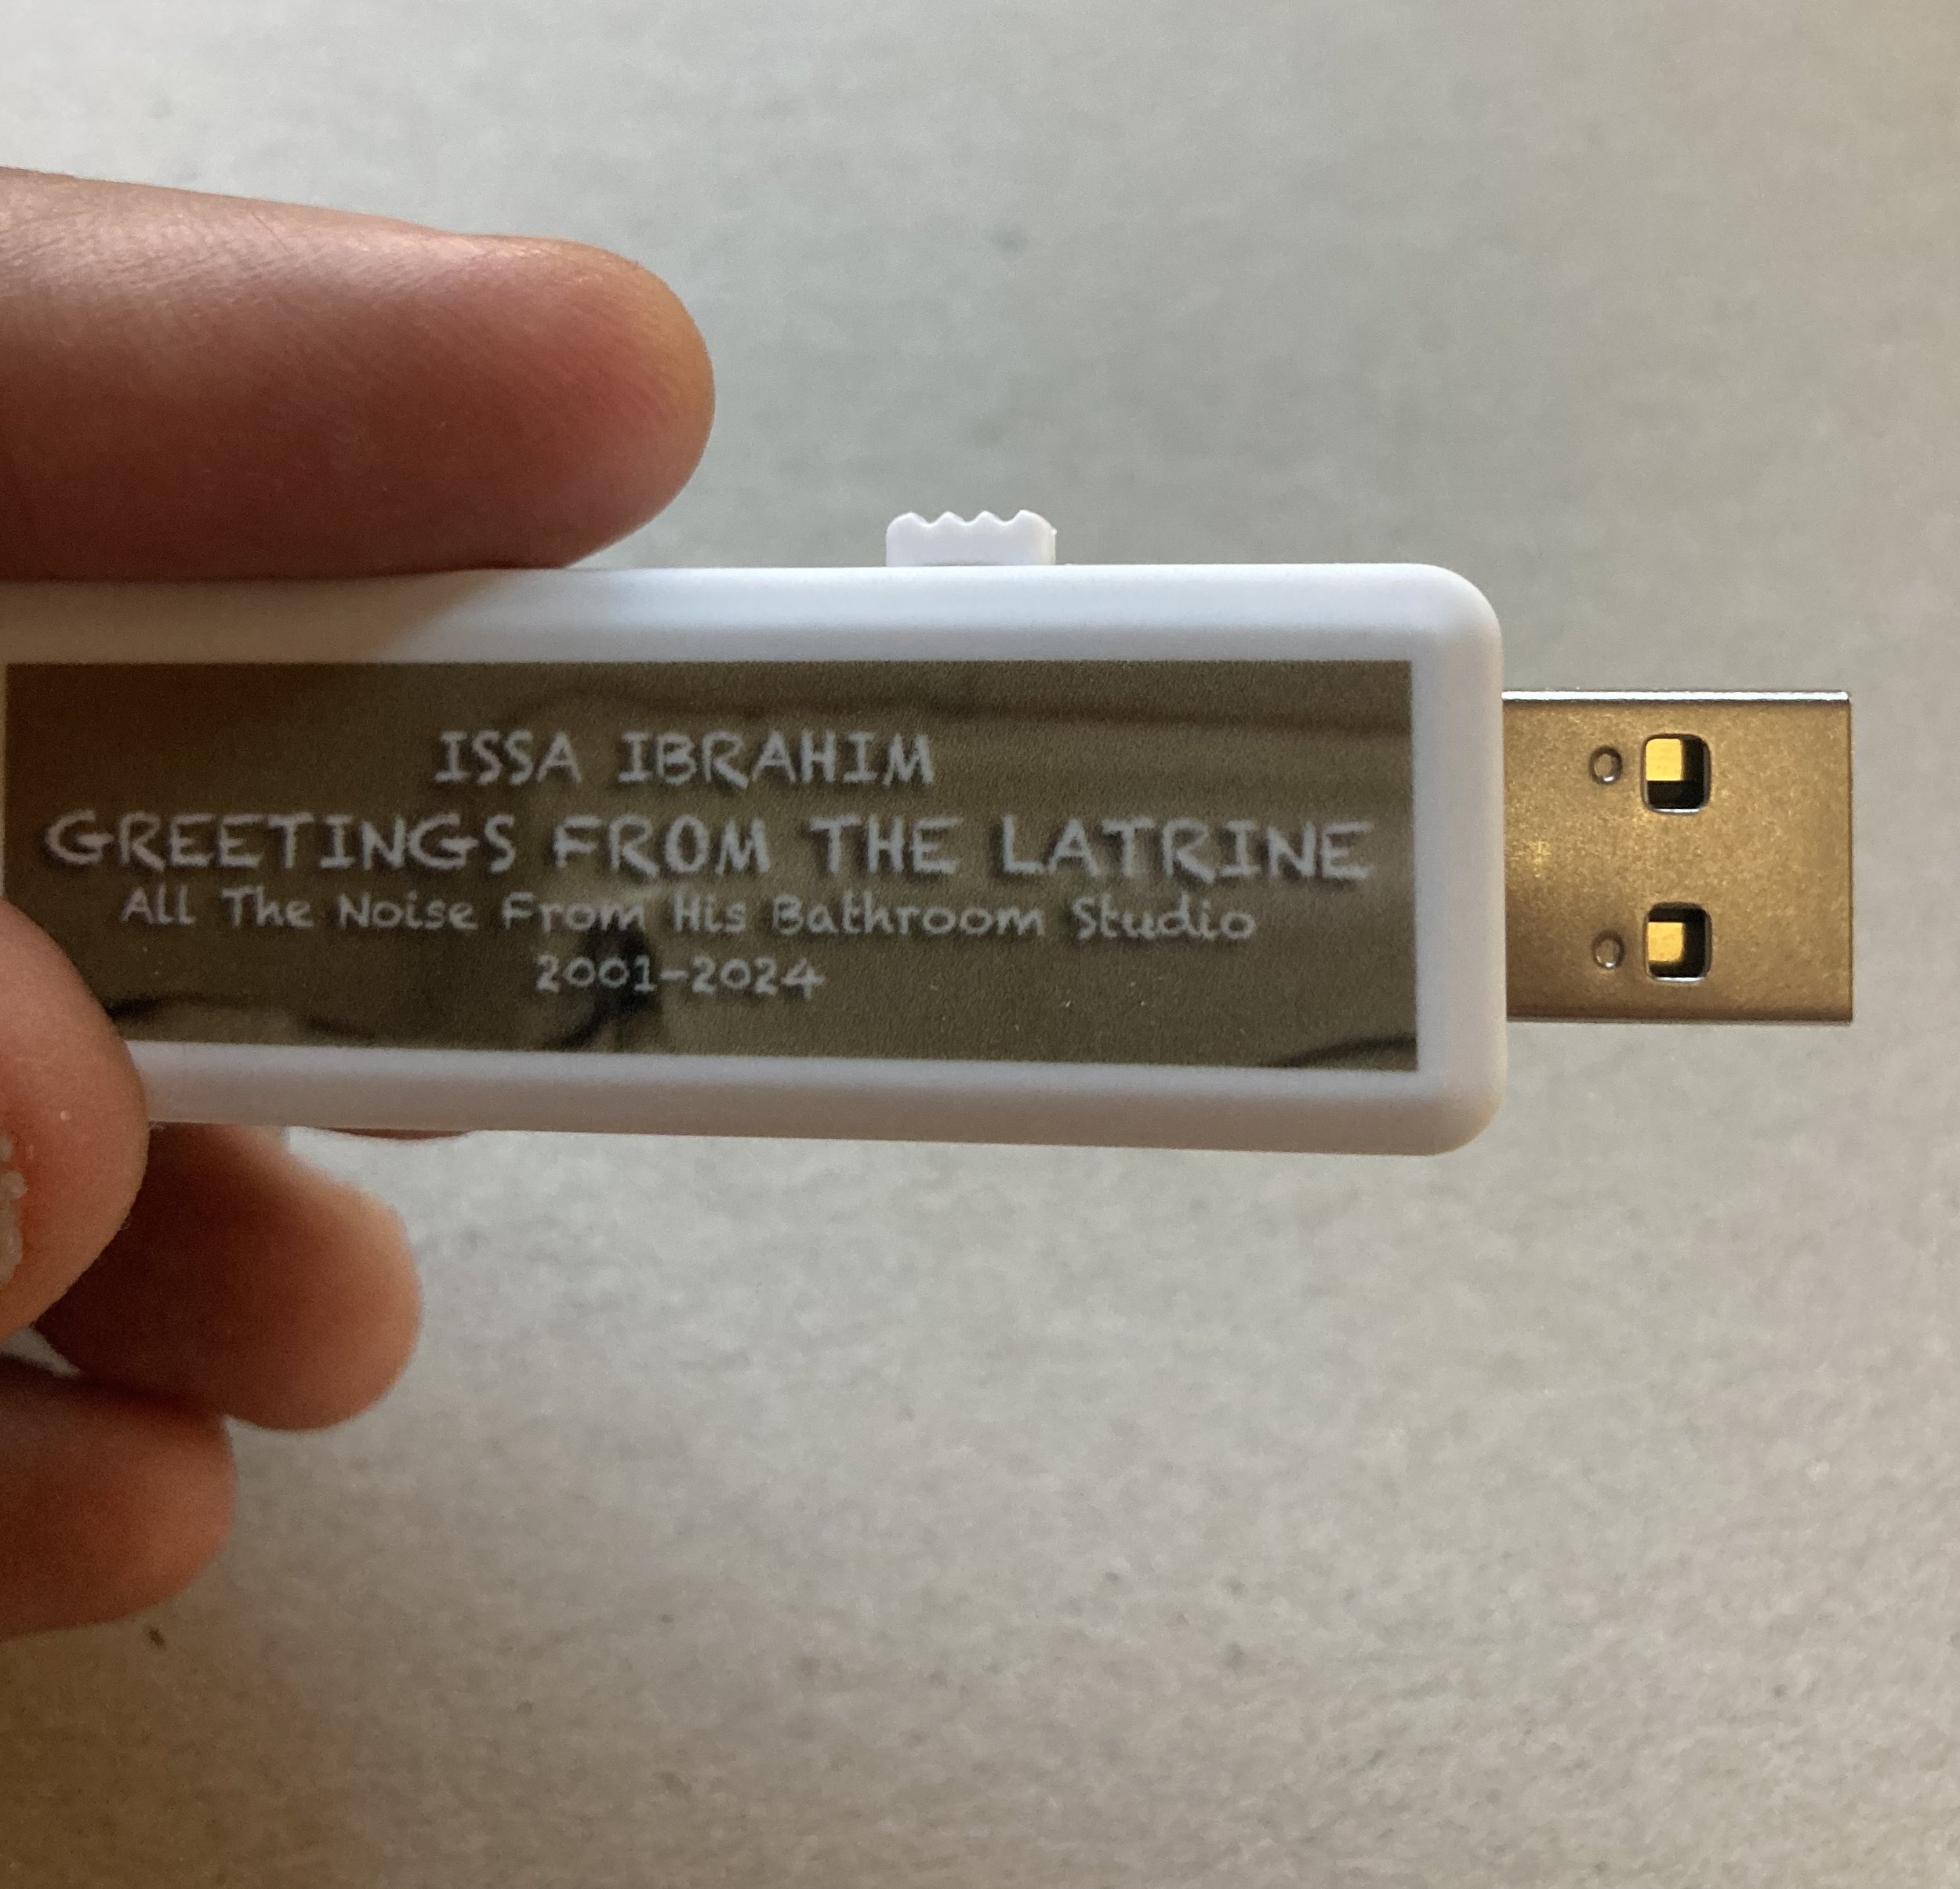 ISSA IBRAHIM
GREETINGS FROM THE LATRINE
All The Noise From His Bathroom Studio
2001-2024